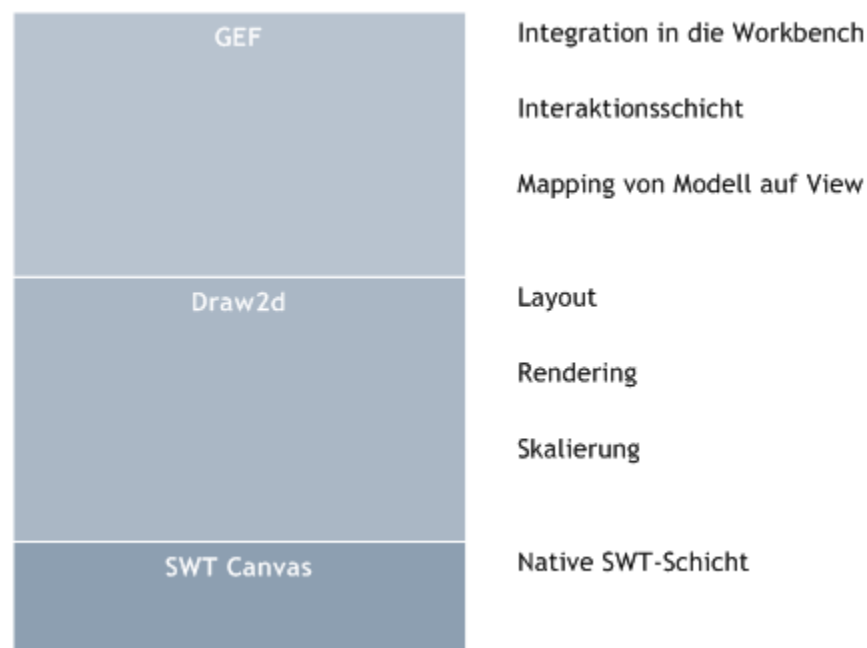 GEF
Integration in die Workbench
Interaktionsschicht
Mapping von Modell auf View
Draw2d
Layout
Rendering
Skalierung
SWT Canvas
Native SWT-Schicht